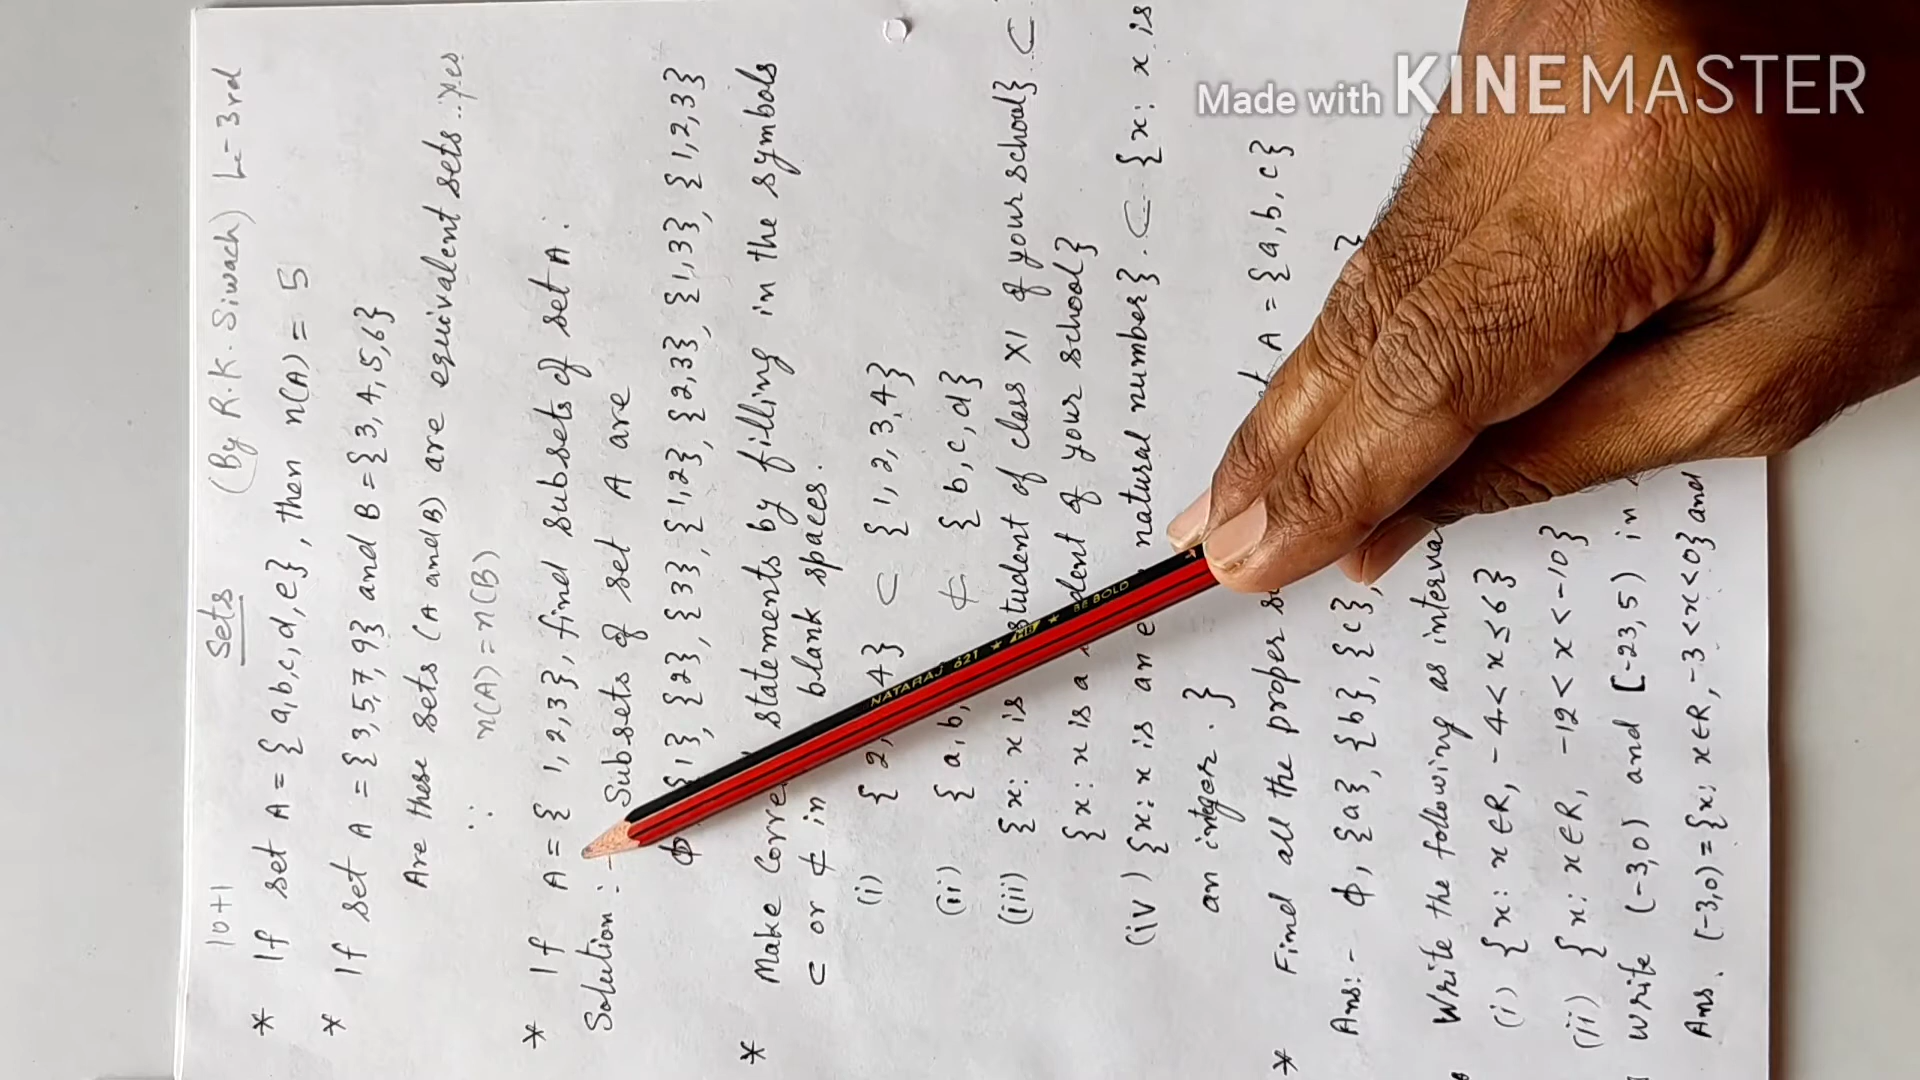 10+1 Sets (By R.K. Siwach) L-3rd
* If set A = { a, b, c, d, e }, then n(A) = 5
* If set A = { 3, 5, 7, 9 } and B = { 3, 4, 5, 6 }
Are these sets (A and B) are equivalent sets...yes
∵ n(A) = n(B)
* If A = { 1, 2, 3 }, find subsets of set A.
Solution:- Subsets of set A are
ϕ, {1}, {2}, {3}, {1,2}, {2,3}, {1,3}, {1,2,3}
* Make statements by filling in the symbols
⊂ or ⊄ in blank spaces.
(i) { 2, 4} ⊂ { 1, 2, 3, 4 }
(ii) { a, b, ⊄ { b, c, d }
(iii) {x: x is student of class XI of your school} ⊂
{x: x is a of your school}
(iv) {x: x is an natural number}. ⊂ {x: x is
an integer.}
* Find all the proper A = {a, b, c}
Ans:- ϕ, {a}, {b}, {c}, }
Write the following as
(i) {x: x∈R, -4 < x ≤ 6}
(ii) {x: x∈R, -12 < x < -10}
Write (-3, 0) and [-23, 5) in
Ans. (-3,0) = {x: x∈R, -3 < x < 0} and
NATARAJ 621 HB BE BOLD
Made with KINEMASTER